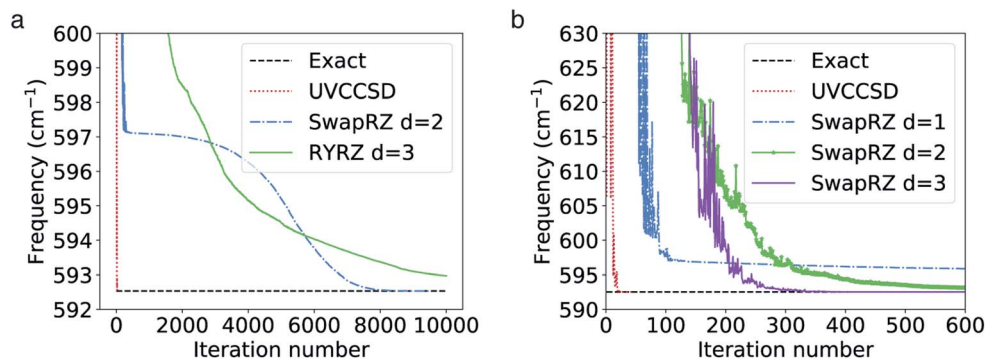 a
600
599
598
597
596
595
594
593
592
Frequency (cm⁻¹)
Exact
UVCCSD
SwapRZ d=2
RYRZ d=3
0 2000 4000 6000 8000 10000
Iteration number
b
630
625
620
615
610
605
600
595
590
Frequency (cm⁻¹)
Exact
UVCCSD
SwapRZ d=1
SwapRZ d=2
SwapRZ d=3
0 100 200 300 400 500 600
Iteration number